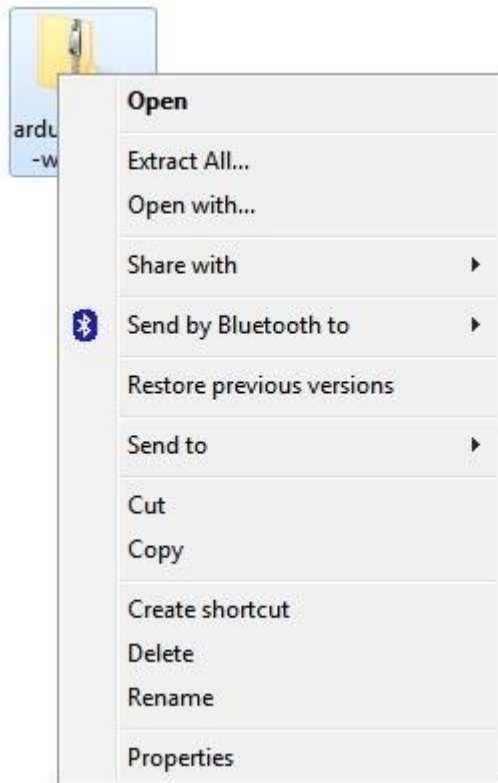 ardu
-w
Open
Extract All...
Open with...
Share with
Send by Bluetooth to
Restore previous versions
Send to
Cut
Copy
Create shortcut
Delete
Rename
Properties